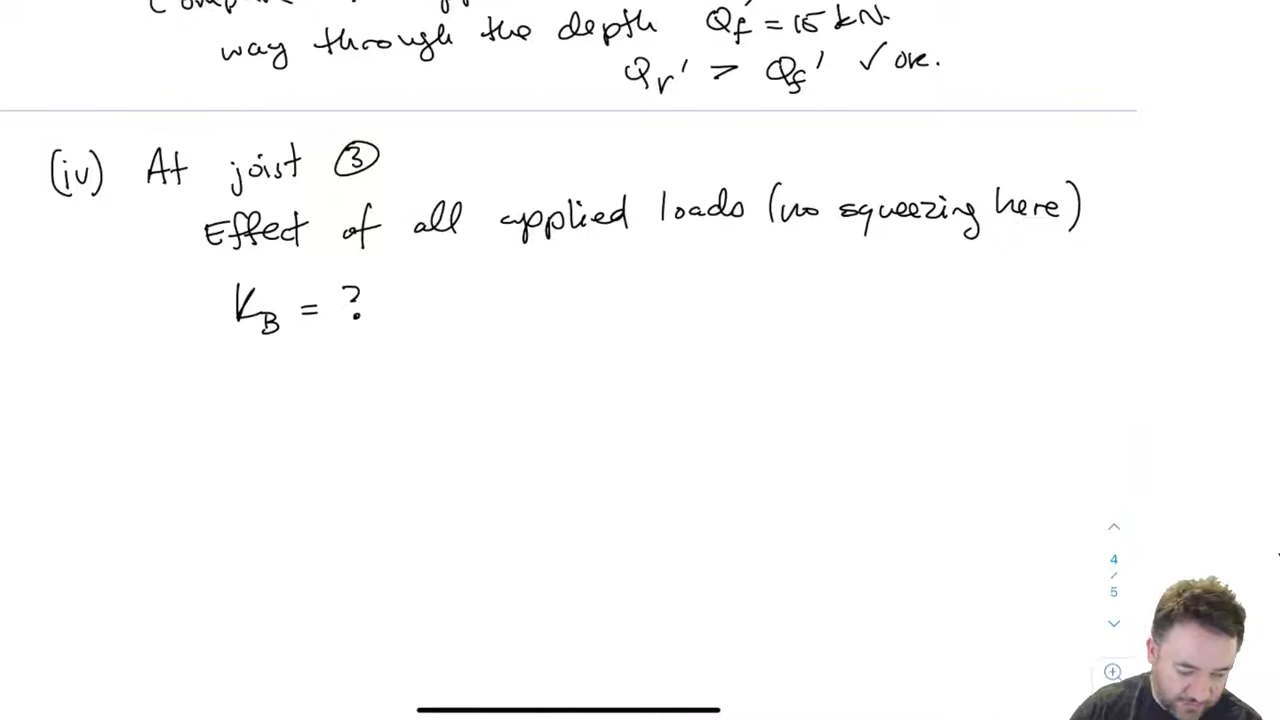 way through the depth Qf' = 15 kN.
Qr' > Qf' ✓ ok.
(iv) At joist ③
Effect of all applied loads (no squeezing here)
KB = ?
4
/
5